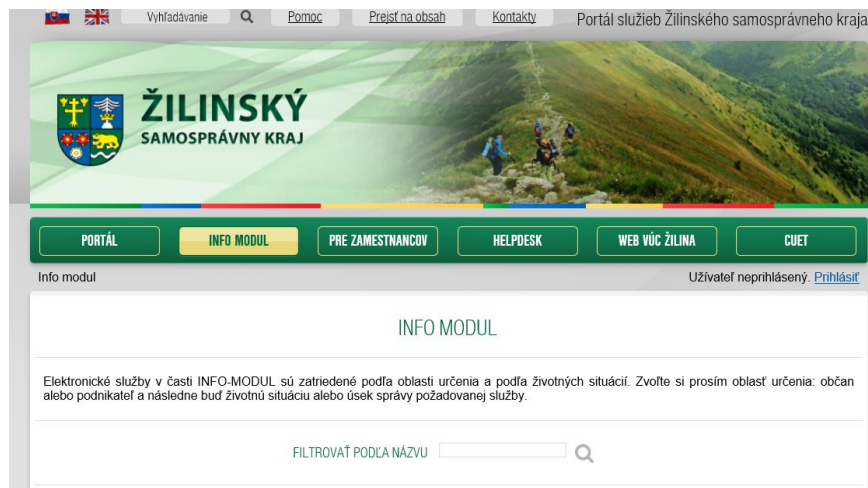 Vyhľadávanie Pomoc Prejsť na obsah Kontakty Portál služieb Žilinského samosprávneho kraja
ŽILINSKÝ
SAMOSPRÁVNY KRAJ
PORTÁL INFO MODUL PRE ZAMESTNANCOV HELPDESK WEB VÚC ŽILINA CUET
Info modul Užívateľ neprihlásený. Prihlásiť
INFO MODUL
Elektronické služby v časti INFO-MODUL sú zatriedené podľa oblasti určenia a podľa životných situácií. Zvoľte si prosím oblasť určenia: občan
alebo podnikateľ a následne buď životnú situáciu alebo úsek správy požadovanej služby.
FILTROVAŤ PODĽA NÁZVU